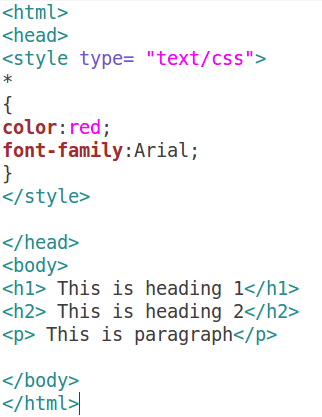 <html>
<head>
<style type= "text/css">
*
{
color:red;
font-family:Arial;
}
</style>
</head>
<body>
<h1> This is heading 1</h1>
<h2> This is heading 2</h2>
<p> This is paragraph</p>
</body>
</html>